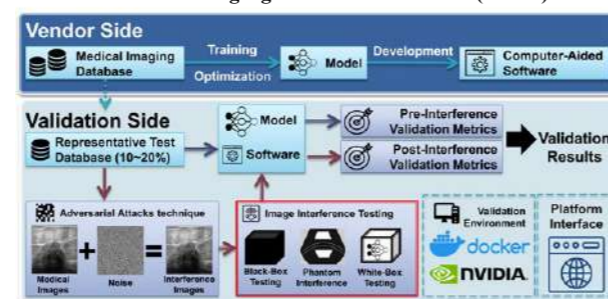 Vendor Side
Medical Imaging
Database
Training
Optimization
Model
Development
Computer-Aided
Software
Validation Side
Representative Test
Database (10~20%)
Model
Software
Pre-Interference
Validation Metrics
Post-Interference
Validation Metrics
Validation
Results
Adversarial Attacks technique
Medical
Images
Noise
Interference
Images
Image Interference Testing
Black-Box
Testing
Phantom
Interference
White-Box
Testing
Validation
Environment
docker
NVIDIA.
Platform
Interface